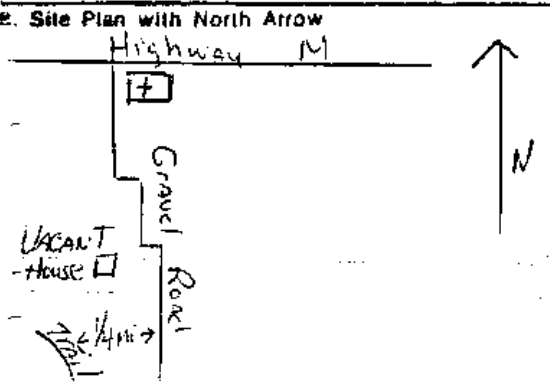 e. Site Plan with North Arrow
Highway M
+
N
Gravel
Road
VACANT
-House
1/4 mi